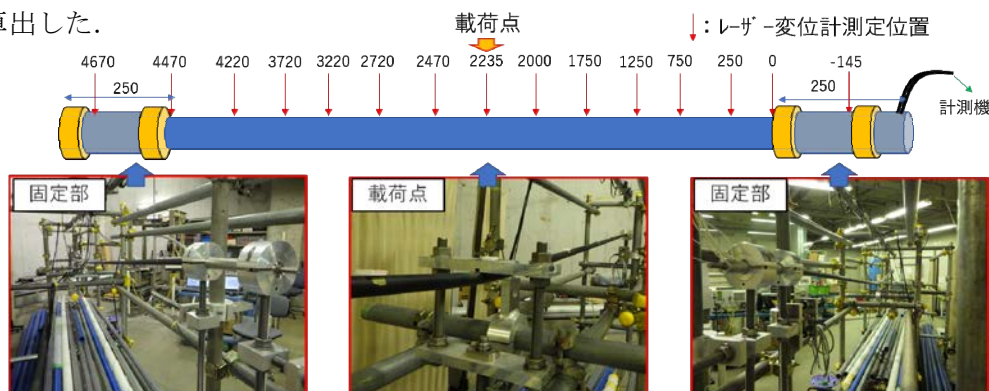 算出した.
載荷点
↓:レーザー変位計測定位置
4670 4470 4220 3720 3220 2720 2470 2235 2000 1750 1250 750 250 0 -145
250 250
計測機
固定部 載荷点 固定部